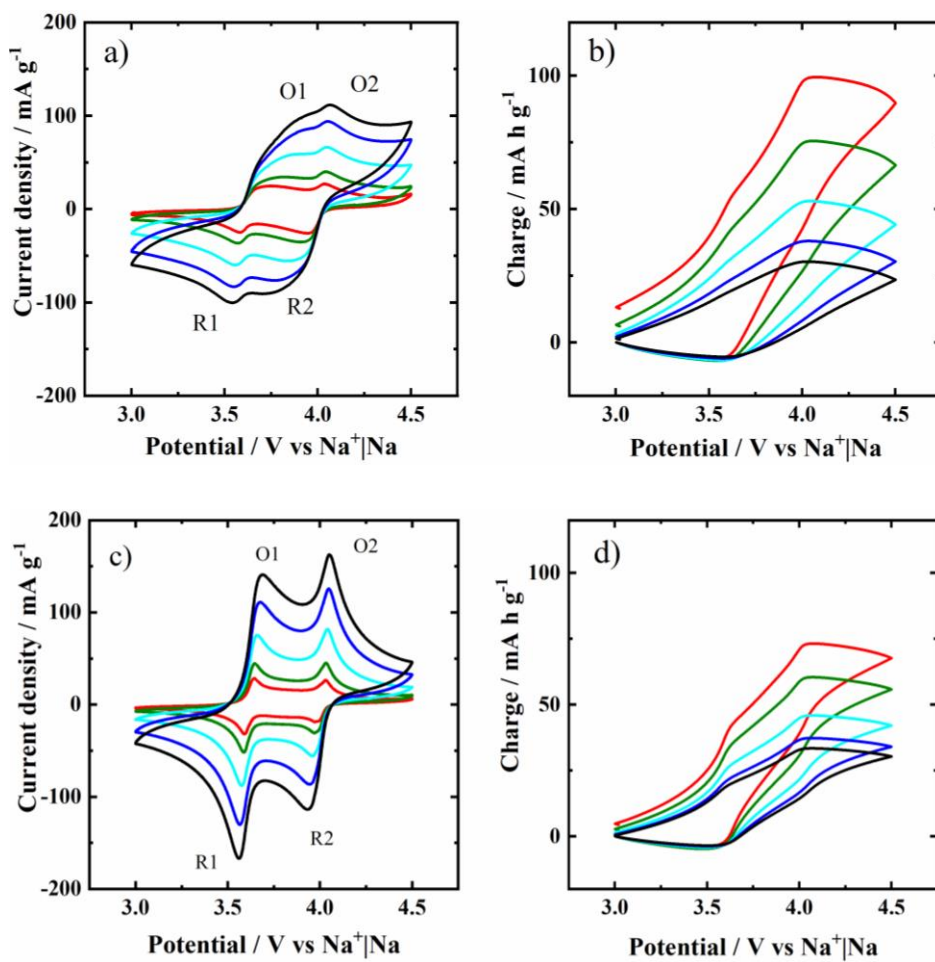 a)
O1
O2
R1
R2
200
100
0
-100
-200
Current density / mA g-1
3.0 3.5 4.0 4.5
Potential / V vs Na+|Na
b)
100
50
0
Charge / mA h g-1
3.0 3.5 4.0 4.5
Potential / V vs Na+|Na
c)
O1
O2
R1
R2
200
100
0
-100
-200
Current density / mA g-1
3.0 3.5 4.0 4.5
Potential / V vs Na+|Na
d)
100
50
0
Charge / mA h g-1
3.0 3.5 4.0 4.5
Potential / V vs Na+|Na